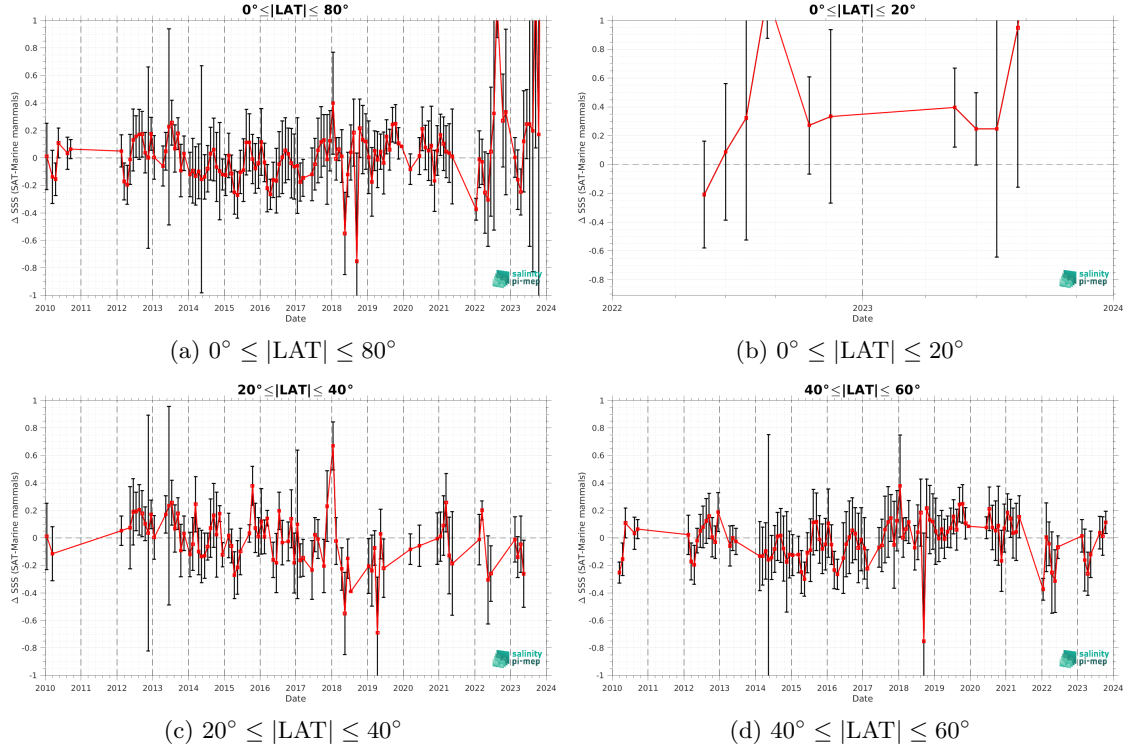 0°≤|LAT|≤ 80°
Δ SSS (SAT-Marine mammals)
1
0.8
0.6
0.4
0.2
0
-0.2
-0.4
-0.6
-0.8
-1
2010 2011 2012 2013 2014 2015 2016 2017 2018 2019 2020 2021 2022 2023 2024
Date
salinity
pi-mep
(a) 0° ≤ |LAT| ≤ 80°
0°≤|LAT|≤ 20°
Δ SSS (SAT-Marine mammals)
1
0.8
0.6
0.4
0.2
0
-0.2
-0.4
-0.6
-0.8
2022 2023 2024
Date
salinity
pi-mep
(b) 0° ≤ |LAT| ≤ 20°
20°≤|LAT|≤ 40°
Δ SSS (SAT-Marine mammals)
1
0.8
0.6
0.4
0.2
0
-0.2
-0.4
-0.6
-0.8
-1
2010 2011 2012 2013 2014 2015 2016 2017 2018 2019 2020 2021 2022 2023 2024
Date
salinity
pi-mep
(c) 20° ≤ |LAT| ≤ 40°
40°≤|LAT|≤ 60°
Δ SSS (SAT-Marine mammals)
1
0.8
0.6
0.4
0.2
0
-0.2
-0.4
-0.6
-0.8
-1
2010 2011 2012 2013 2014 2015 2016 2017 2018 2019 2020 2021 2022 2023 2024
Date
salinity
pi-mep
(d) 40° ≤ |LAT| ≤ 60°